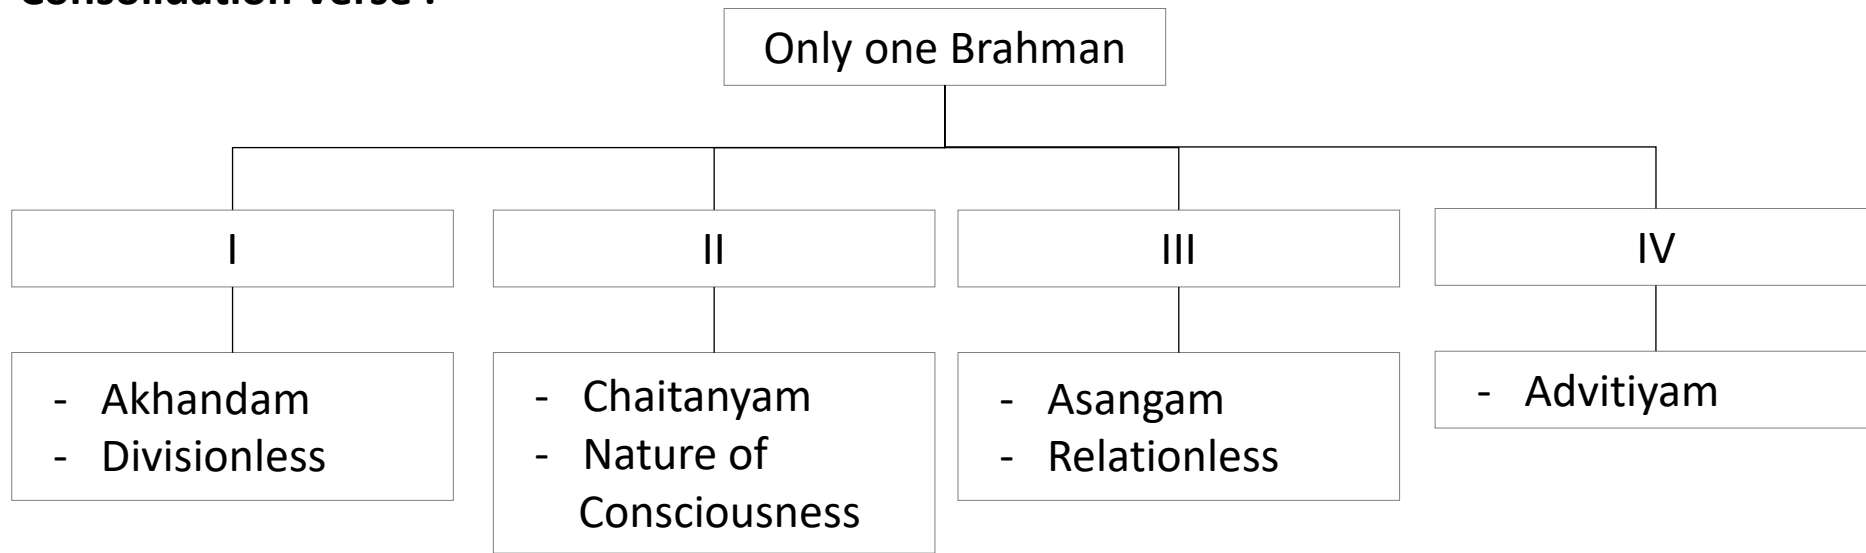 Consolidation Verse :
Only one Brahman
I
II
III
IV
- Akhandam
- Divisionless
- Chaitanyam
- Nature of
Consciousness
- Asangam
- Relationless
- Advitiyam